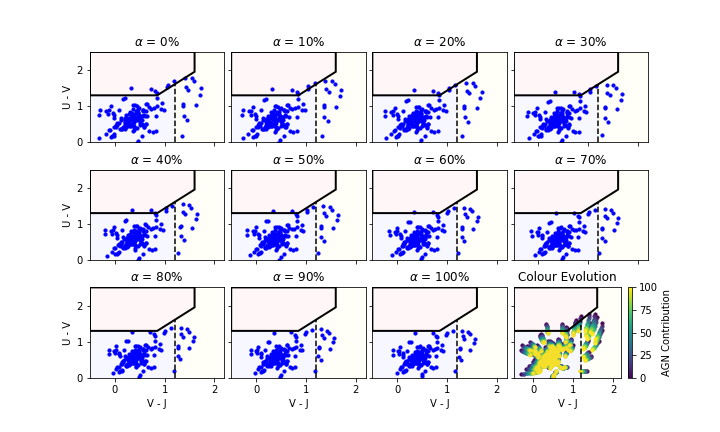 α = 0%
α = 10%
α = 20%
α = 30%
2
1
0
U - V
α = 40%
α = 50%
α = 60%
α = 70%
2
1
0
U - V
α = 80%
α = 90%
α = 100%
Colour Evolution
2
1
0
U - V
0 1 2
V - J
0 1 2
V - J
0 1 2
V - J
0 1 2
V - J
100
75
50
25
0
AGN Contribution